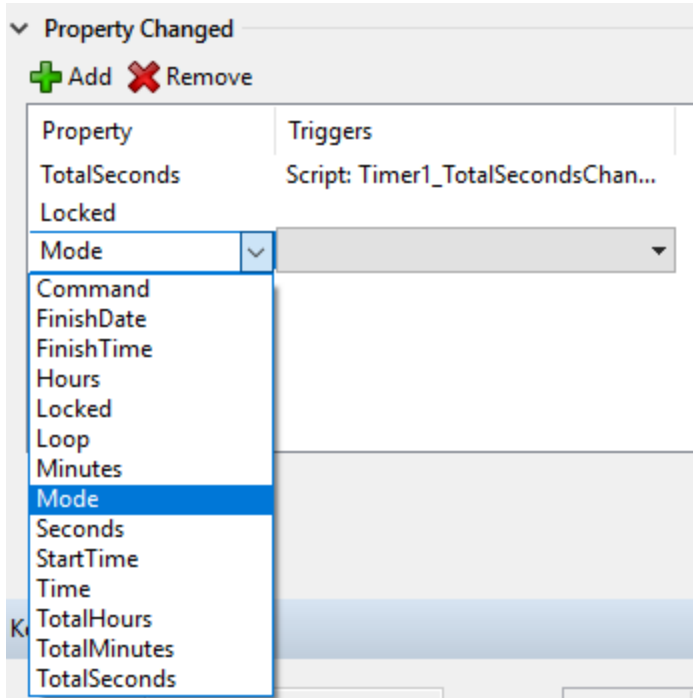 Property Changed
Add Remove
Property Triggers
TotalSeconds Script: Timer1_TotalSecondsChan...
Locked
Mode
Command
FinishDate
FinishTime
Hours
Locked
Loop
Minutes
Mode
Seconds
StartTime
Time
TotalHours
TotalMinutes
TotalSeconds